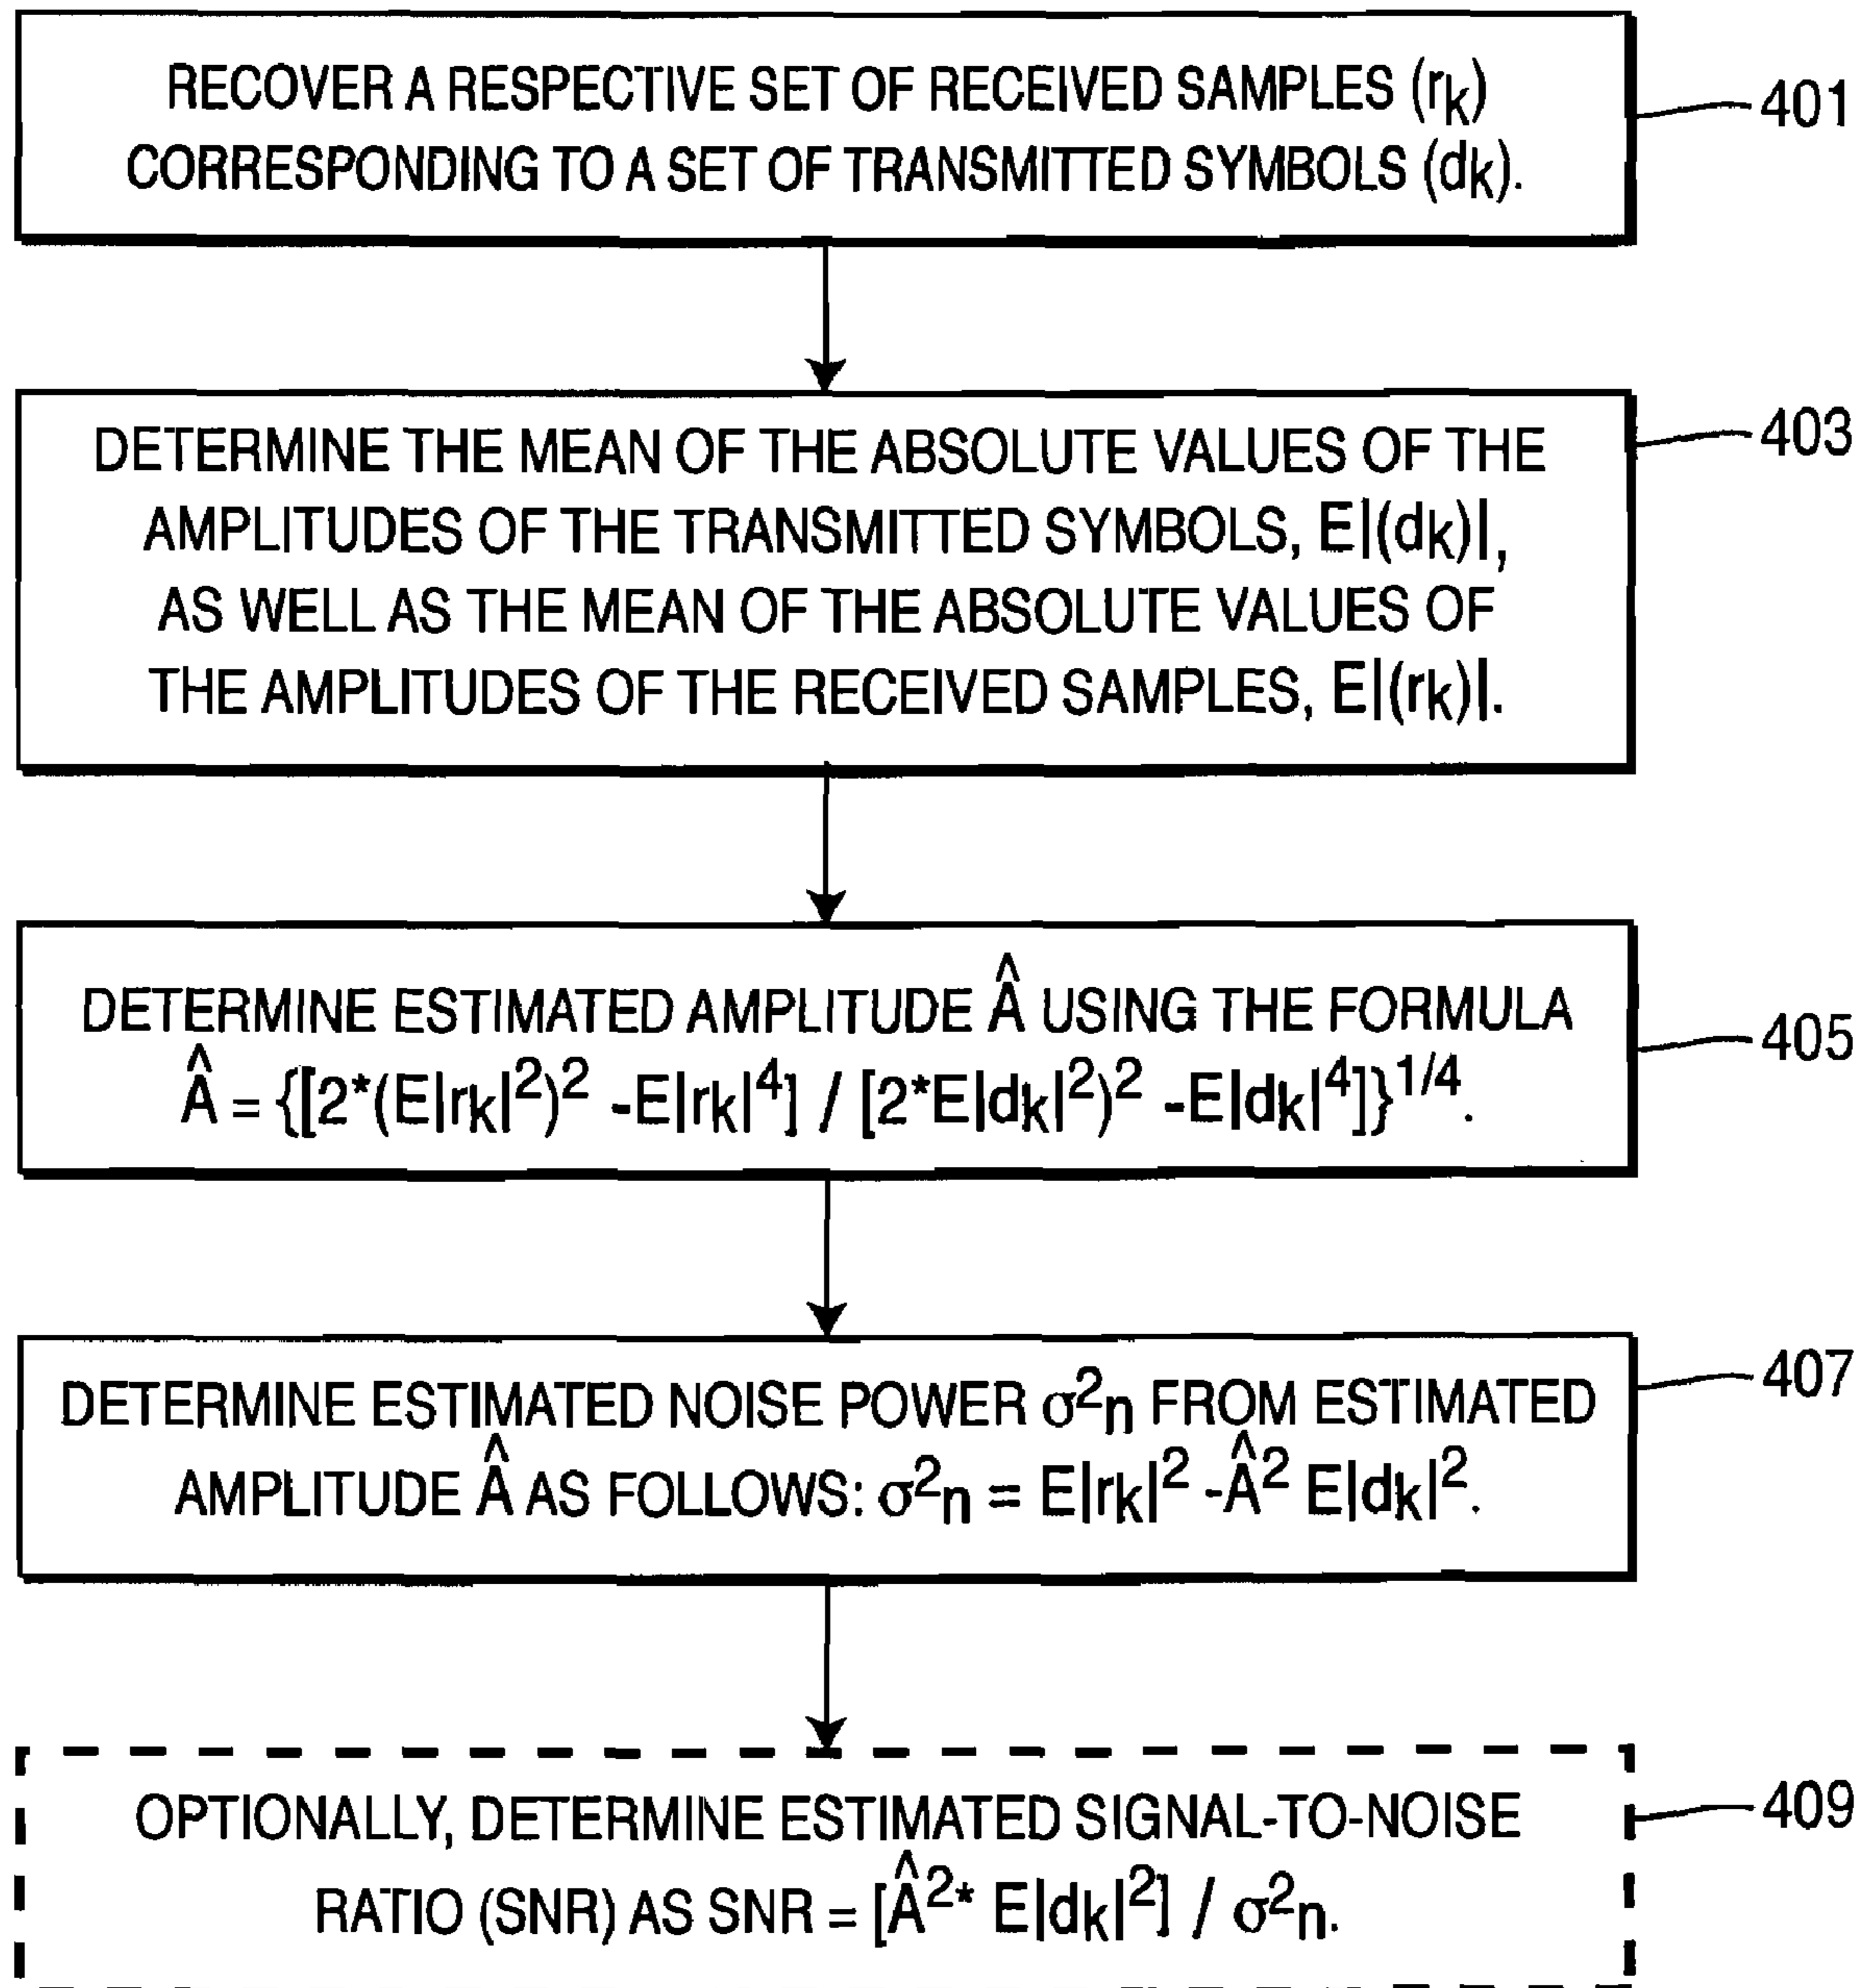 RECOVER A RESPECTIVE SET OF RECEIVED SAMPLES (rk)
CORRESPONDING TO A SET OF TRANSMITTED SYMBOLS (dk).
401
DETERMINE THE MEAN OF THE ABSOLUTE VALUES OF THE
AMPLITUDES OF THE TRANSMITTED SYMBOLS, E|(dk)|,
AS WELL AS THE MEAN OF THE ABSOLUTE VALUES OF
THE AMPLITUDES OF THE RECEIVED SAMPLES, E|(rk)|.
403
DETERMINE ESTIMATED AMPLITUDE Â USING THE FORMULA
Â = {[2*(E|rk|²)² -E|rk|⁴] / [2*E|dk|²)² -E|dk|⁴]}¹/⁴.
405
DETERMINE ESTIMATED NOISE POWER σ²n FROM ESTIMATED
AMPLITUDE Â AS FOLLOWS: σ²n = E|rk|² -Â² E|dk|².
407
OPTIONALLY, DETERMINE ESTIMATED SIGNAL-TO-NOISE
RATIO (SNR) AS SNR = [Â²* E|dk|²] / σ²n.
409